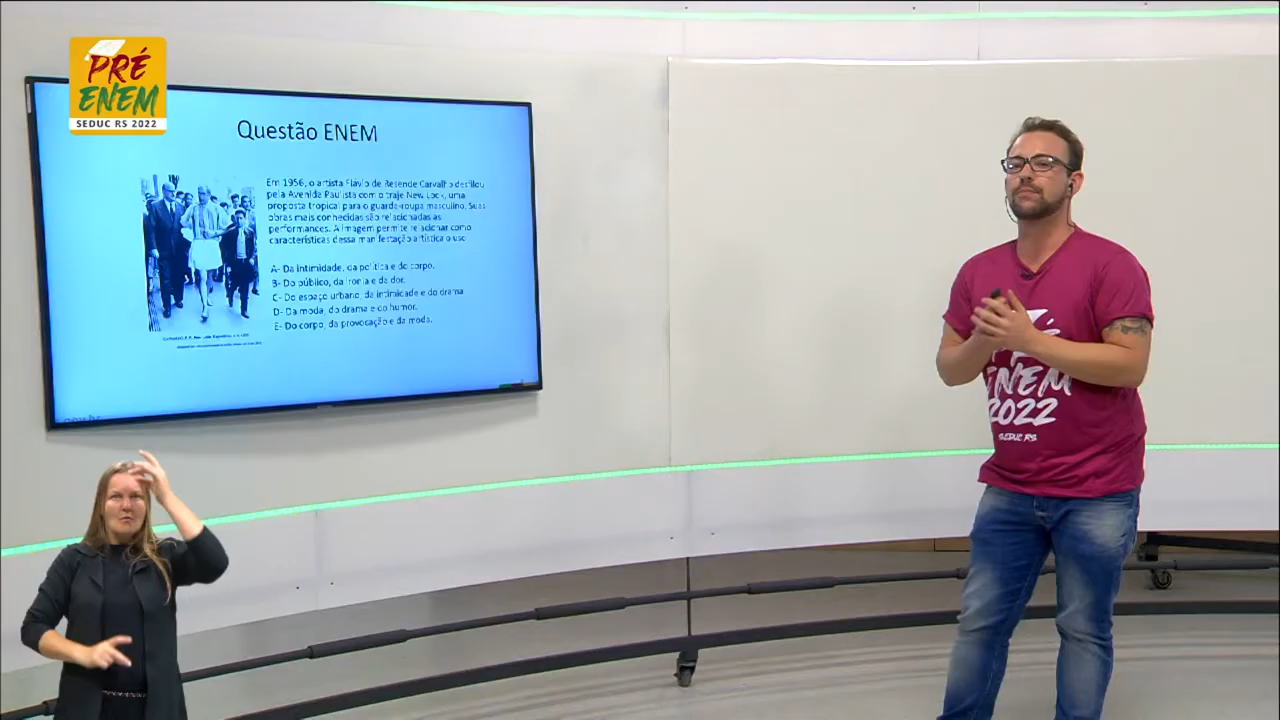 PRÉ
ENEM
SEDUC RS 2022
Questão ENEM
Em 1956, o artista Flávio de Resende Carvalho desfilou
pela Avenida Paulista com o traje New Look, uma
proposta tropical para o guarda-roupa masculino. Suas
obras mais conhecidas são relacionadas às
performances. A imagem permite relacionar como
características dessa manifestação artística o uso
A- Da intimidade, da política e do corpo.
B- Do público, da ironia e da dor.
C- Do espaço urbano, da intimidade e do drama
D- Da moda, do drama e do humor.
E- Do corpo, da provocação e da moda.
ENEM
2022
SEDUC RS